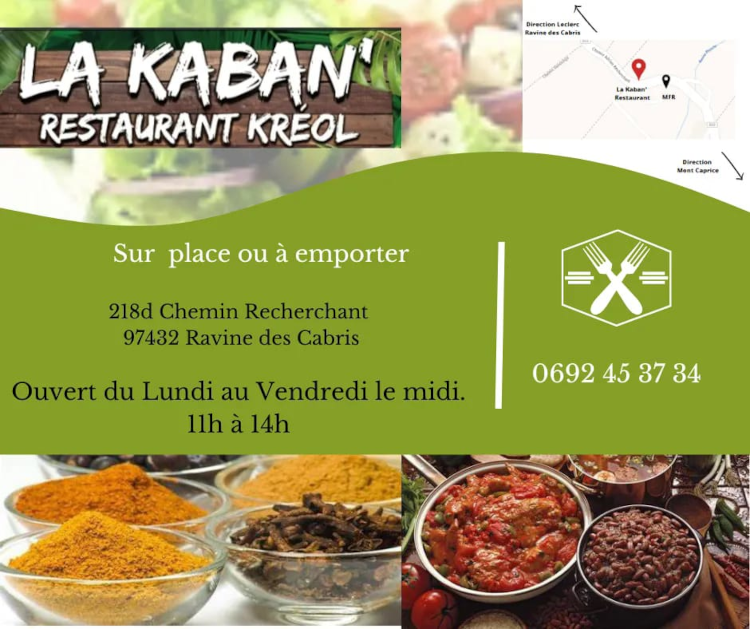 LA KABAN'
RESTAURANT KRÉOL
Direction Leclerc
Ravine des Cabris
La Kaban'
Restaurant
MFR
Direction
Mont Caprice
Sur place ou à emporter
218d Chemin Recherchant
97432 Ravine des Cabris
Ouvert du Lundi au Vendredi le midi.
11h à 14h
0692 45 37 34